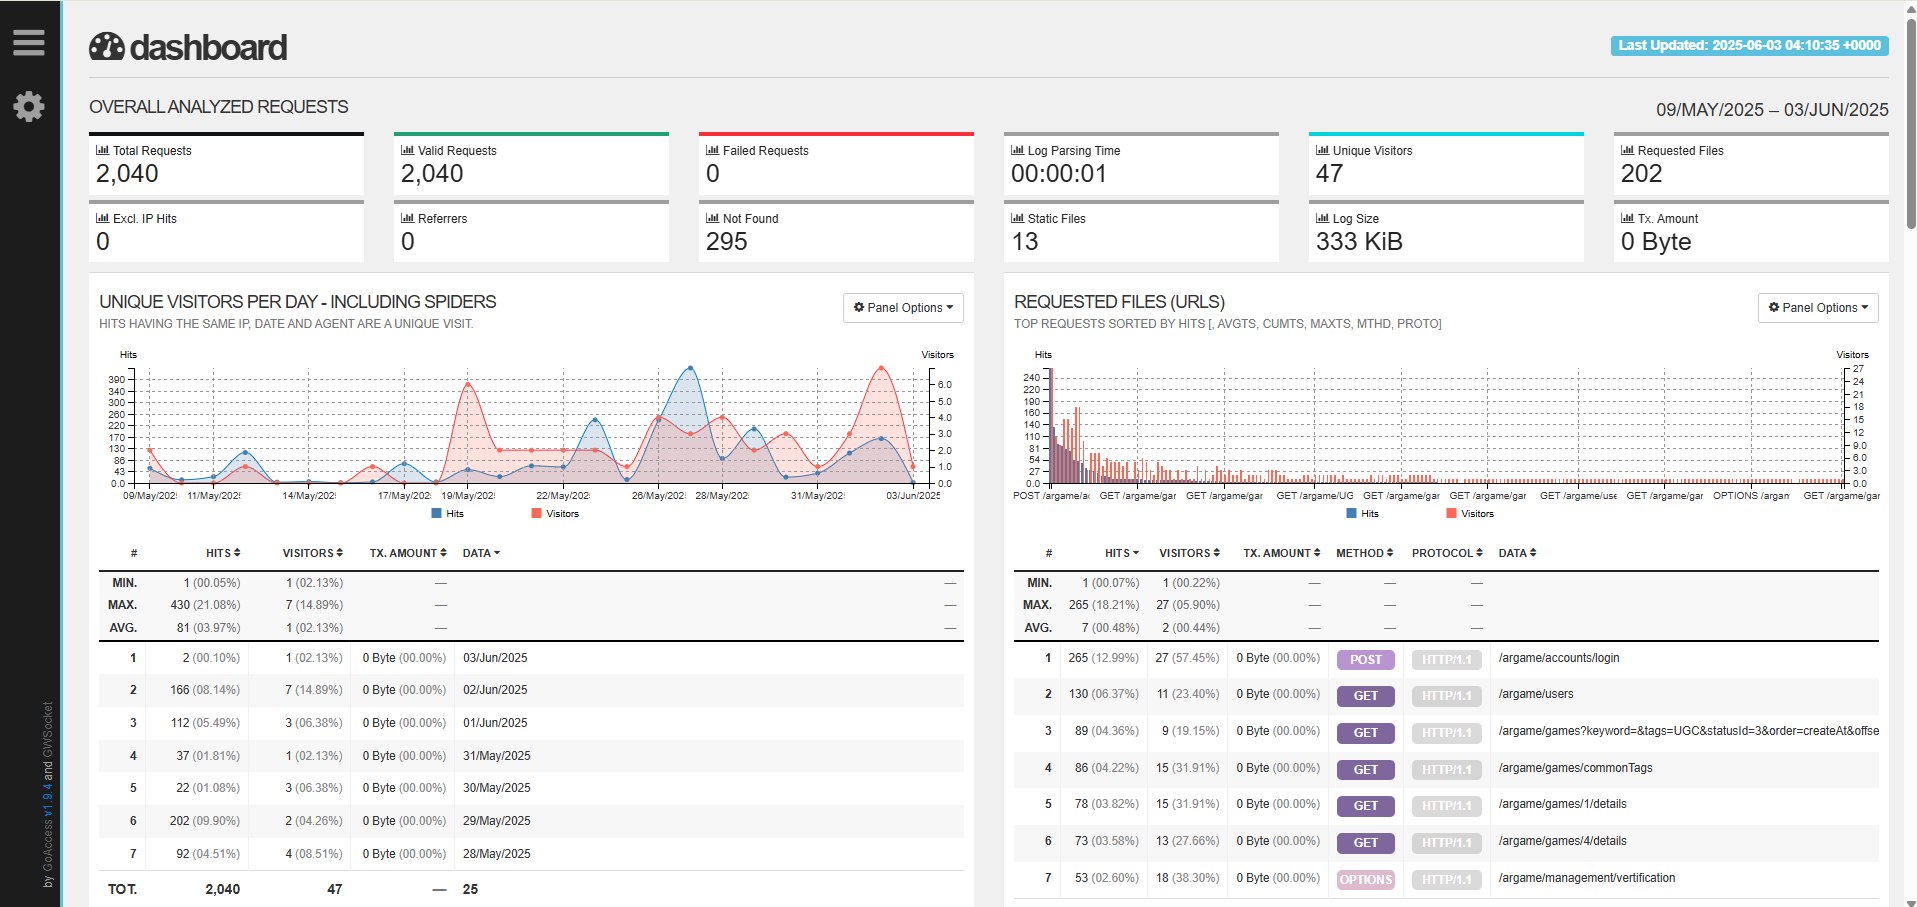 dashboard
Last Updated: 2025-06-03 04:10:35 +0000
OVERALL ANALYZED REQUESTS
09/MAY/2025 – 03/JUN/2025
Total Requests
2,040
Valid Requests
2,040
Failed Requests
0
Log Parsing Time
00:00:01
Unique Visitors
47
Requested Files
202
Excl. IP Hits
0
Referrers
0
Not Found
295
Static Files
13
Log Size
333 KiB
Tx. Amount
0 Byte
UNIQUE VISITORS PER DAY - INCLUDING SPIDERS
HITS HAVING THE SAME IP, DATE AND AGENT ARE A UNIQUE VISIT.
Panel Options
Hits
Visitors
390
340
300
260
220
170
130
86
43
0.0
6.0
5.0
4.0
3.0
2.0
1.0
0.0
09/May/202 11/May/202 14/May/202 17/May/202 19/May/202 22/May/202 26/May/202 28/May/202 31/May/202 03/Jun/2025
Hits Visitors
# HITS VISITORS TX. AMOUNT DATA
MIN. 1 (00.05%) 1 (02.13%) — —
MAX. 430 (21.08%) 7 (14.89%) — —
AVG. 81 (03.97%) 1 (02.13%) — —
1 2 (00.10%) 1 (02.13%) 0 Byte (00.00%) 03/Jun/2025
2 166 (08.14%) 7 (14.89%) 0 Byte (00.00%) 02/Jun/2025
3 112 (05.49%) 3 (06.38%) 0 Byte (00.00%) 01/Jun/2025
4 37 (01.81%) 1 (02.13%) 0 Byte (00.00%) 31/May/2025
5 22 (01.08%) 3 (06.38%) 0 Byte (00.00%) 30/May/2025
6 202 (09.90%) 2 (04.26%) 0 Byte (00.00%) 29/May/2025
7 92 (04.51%) 4 (08.51%) 0 Byte (00.00%) 28/May/2025
TOT. 2,040 47 — 25
REQUESTED FILES (URLS)
TOP REQUESTS SORTED BY HITS [, AVGTS, CUMTS, MAXTS, MTHD, PROTO]
Panel Options
Hits
Visitors
240
220
190
160
140
110
81
54
27
0.0
27
24
21
18
15
12
9.0
6.0
3.0
0.0
POST /argame/a GET /argame/gar GET /argame/gar GET /argame/UG GET /argame/gar GET /argame/gar GET /argame/use GET /argame/gar OPTIONS /argam GET /argame/gar
Hits Visitors
# HITS VISITORS TX. AMOUNT METHOD PROTOCOL DATA
MIN. 1 (00.07%) 1 (00.22%) — — —
MAX. 265 (18.21%) 27 (05.90%) — — —
AVG. 7 (00.48%) 2 (00.44%) — — —
1 265 (12.99%) 27 (57.45%) 0 Byte (00.00%) POST HTTP/1.1 /argame/accounts/login
2 130 (06.37%) 11 (23.40%) 0 Byte (00.00%) GET HTTP/1.1 /argame/users
3 89 (04.36%) 9 (19.15%) 0 Byte (00.00%) GET HTTP/1.1 /argame/games?keyword=&tags=UGC&statusId=3&order=createAt&offse
4 86 (04.22%) 15 (31.91%) 0 Byte (00.00%) GET HTTP/1.1 /argame/games/commonTags
5 78 (03.82%) 15 (31.91%) 0 Byte (00.00%) GET HTTP/1.1 /argame/games/1/details
6 73 (03.58%) 13 (27.66%) 0 Byte (00.00%) GET HTTP/1.1 /argame/games/4/details
7 53 (02.60%) 18 (38.30%) 0 Byte (00.00%) OPTIONS HTTP/1.1 /argame/management/vertification
by GoAccess v1.9.4 and GWSocket